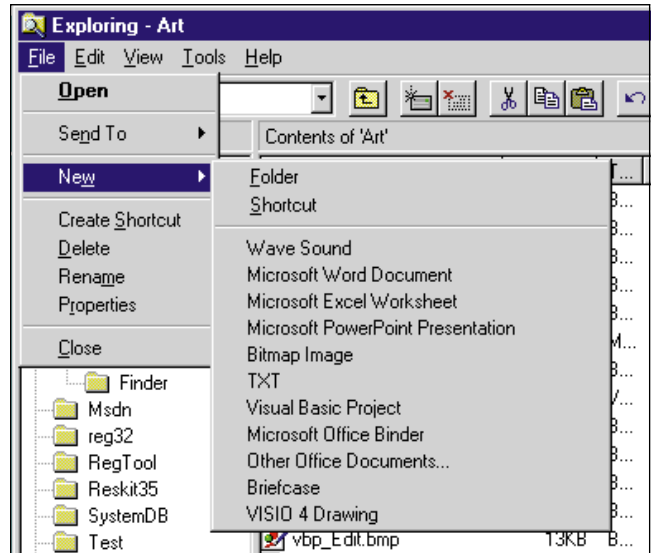 Exploring - Art
File Edit View Tools Help
Open
Send To
Contents of 'Art'
New
T...
Create Shortcut
Delete
Rename
Properties
Close
Folder
Shortcut
Wave Sound
Microsoft Word Document
Microsoft Excel Worksheet
Microsoft PowerPoint Presentation
Bitmap Image
TXT
Visual Basic Project
Microsoft Office Binder
Other Office Documents...
Briefcase
VISIO 4 Drawing
Finder
Msdn
reg32
RegTool
Reskit35
SystemDB
Test
vbp_Edit.bmp 13KB B...